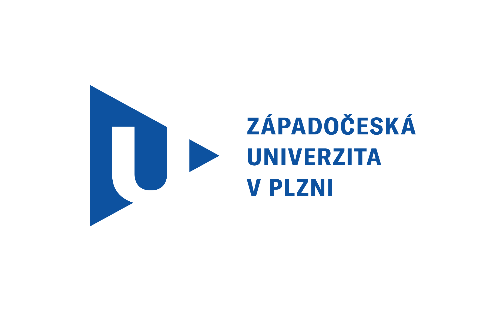 U
ZÁPADOČESKÁ
UNIVERZITA
V PLZNI